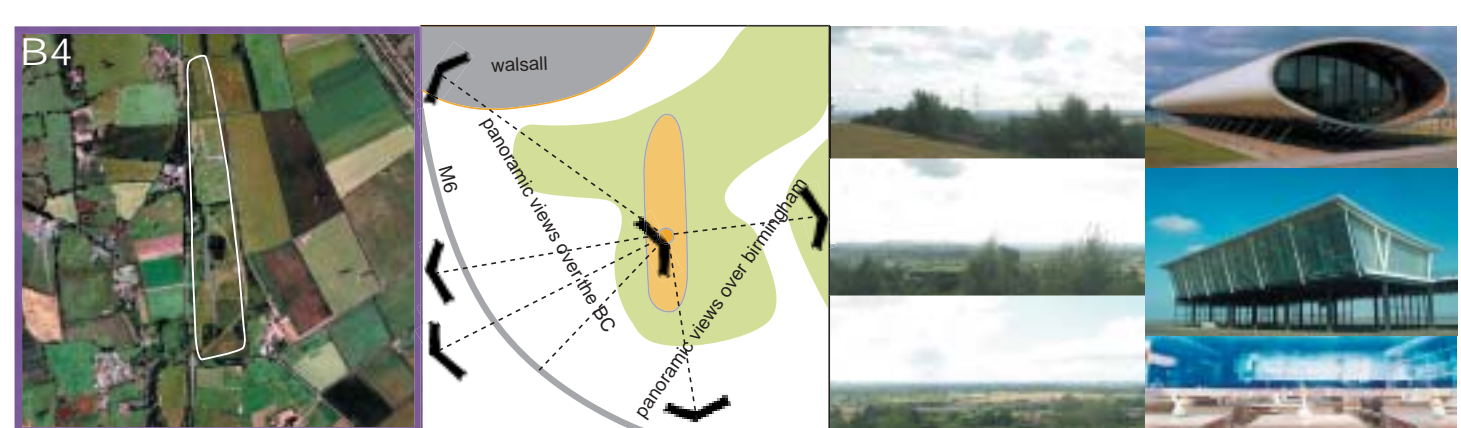 B4
walsall
M6
panoramic views over the BC
panoramic views over birmingham